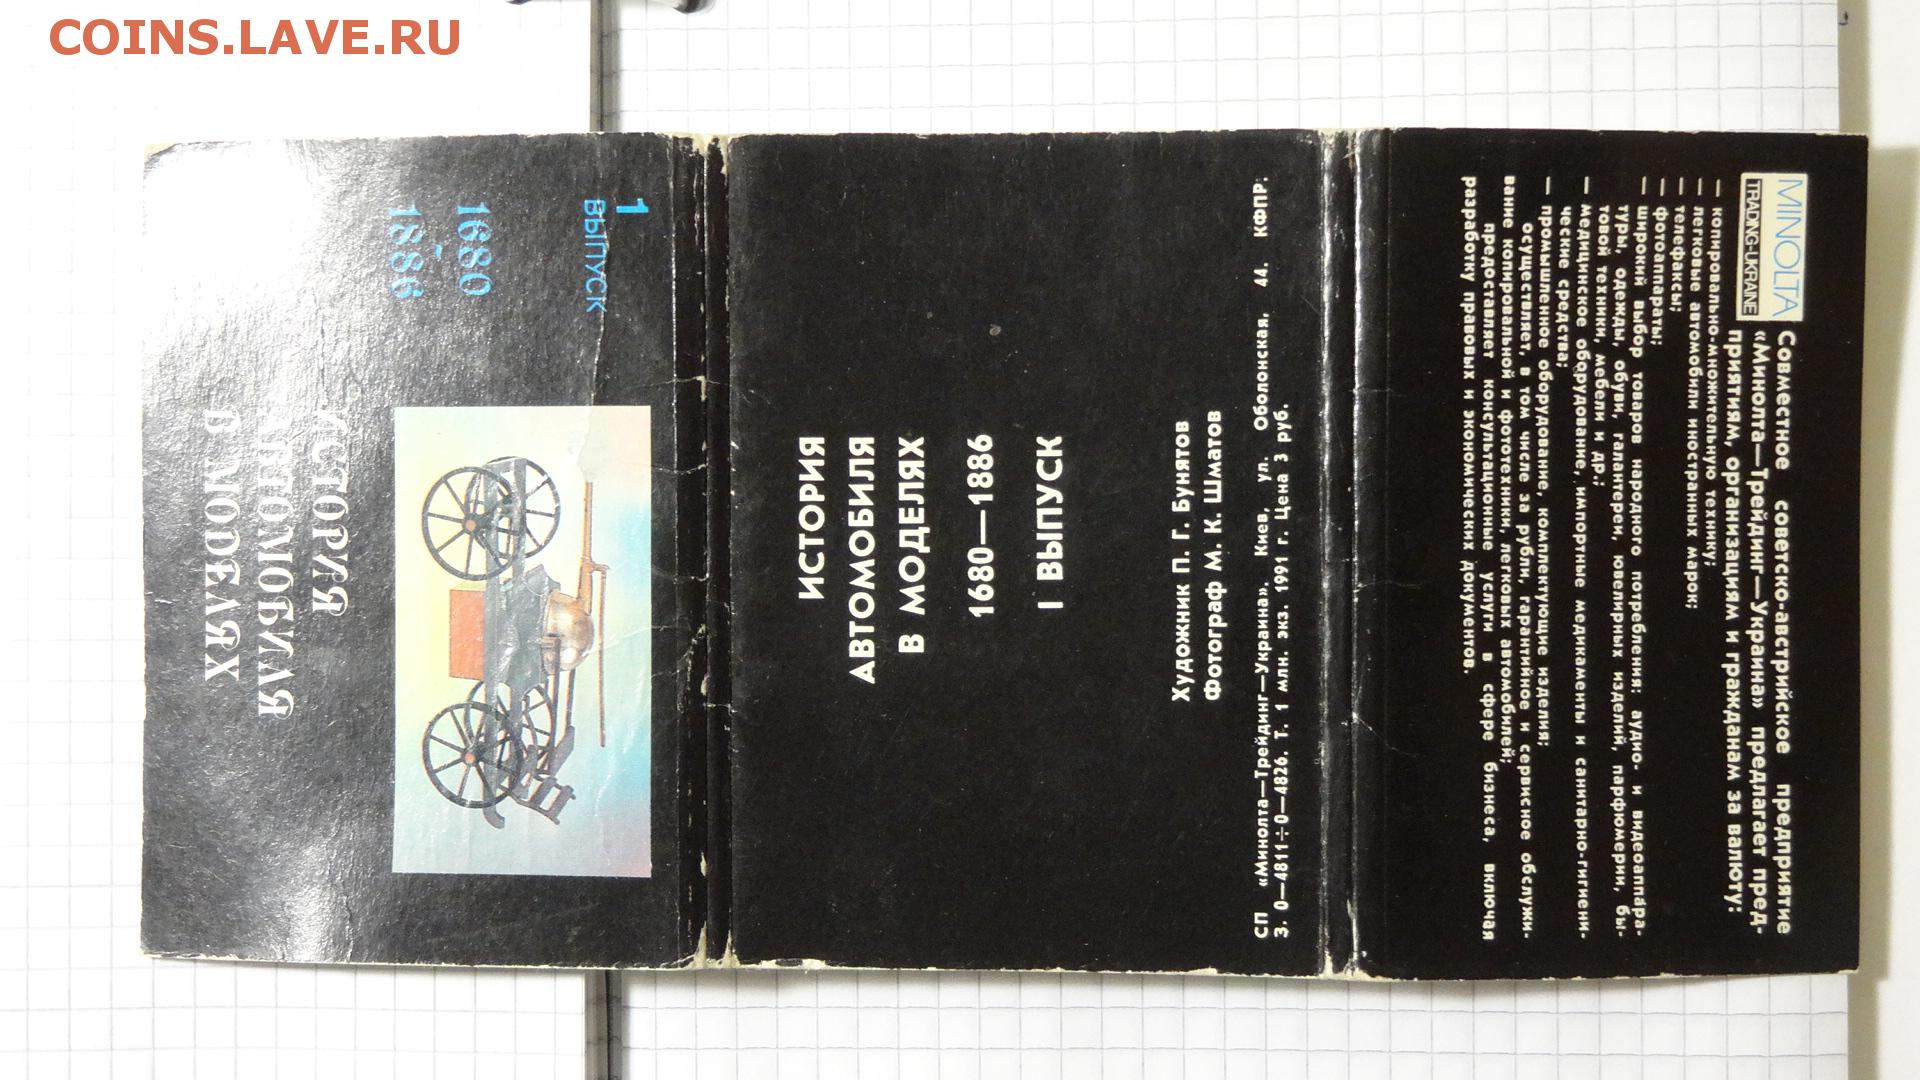 COINS.LAVE.RU
1
ВЫПУСК
1680
–
1886
ИСТОРИЯ
АВТОМОБИЛЯ
В МОДЕЛЯХ
ИСТОРИЯ
АВТОМОБИЛЯ
В МОДЕЛЯХ
1680—1886
I ВЫПУСК
Художник П. Г. Бунятов
Фотограф М. К. Шматов
СП «Минолта—Трейдинг—Украина». Киев, ул. Оболонская, 44. КФПР:
З. 0—4811÷0—4826. Т. 1 млн. экз. 1991 г. Цена 3 руб.
MINOLTA
TRADING-UKRAINE
Совместное советско-австрийское предприятие
«Минолта—Трейдинг—Украина» предлагает пред-
приятиям, организациям и гражданам за валюту:
— копировально-множительную технику;
— легковые автомобили иностранных марок;
— телефаксы;
— фотоаппараты;
— широкий выбор товаров народного потребления: аудио- и видеоаппара-
туры, одежды, обуви, галантереи, ювелирных изделий, парфюмерии, бы-
товой техники, мебели и др.;
— медицинское оборудование, импортные медикаменты и санитарно-гигиени-
ческие средства;
— промышленное оборудование, комплектующие изделия;
осуществляет, в том числе за рубли, гарантийное и сервисное обслужи-
вание копировальной и фототехники, легковых автомобилей;
предоставляет консультационные услуги в сфере бизнеса, включая
разработку правовых и экономических документов.